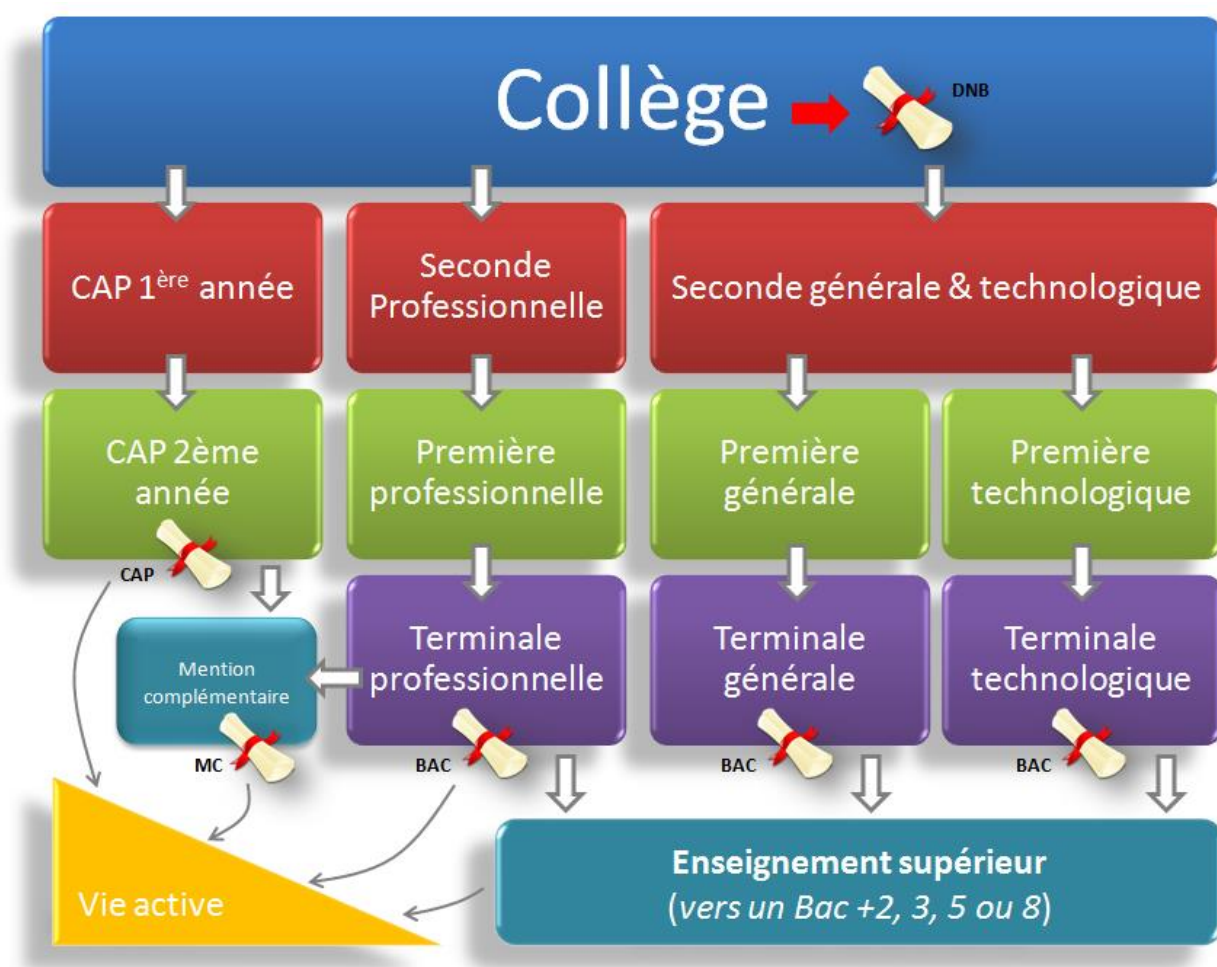 Collège
DNB
CAP 1ère année
Seconde
Professionnelle
Seconde générale & technologique
CAP 2ème
année
Première
professionnelle
Première
générale
Première
technologique
CAP
Mention
complémentaire
Terminale
professionnelle
Terminale
générale
Terminale
technologique
MC
BAC
BAC
BAC
Vie active
Enseignement supérieur
(vers un Bac +2, 3, 5 ou 8)